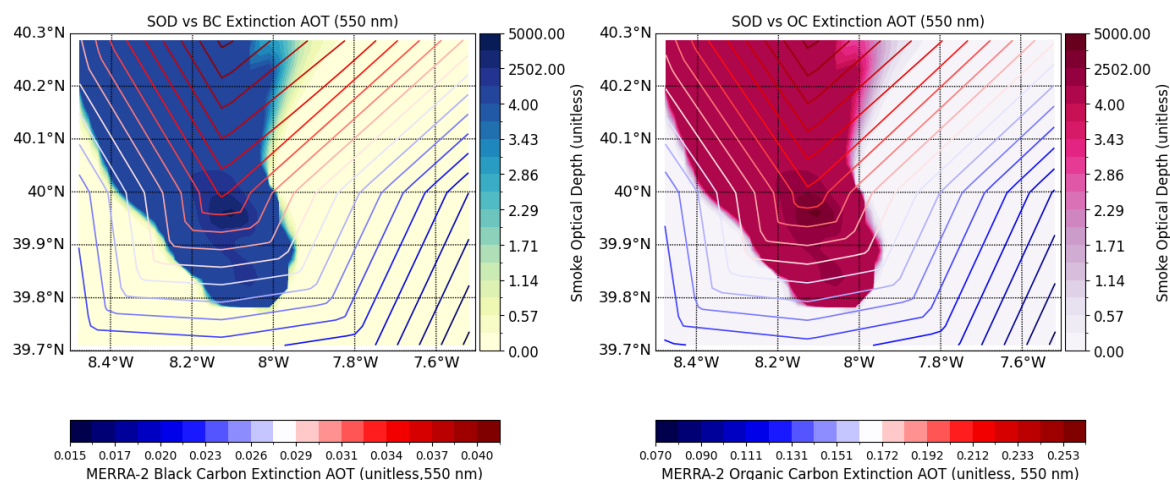 SOD vs BC Extinction AOT (550 nm)
40.3°N
40.2°N
40.1°N
40°N
39.9°N
39.8°N
39.7°N
8.4°W
8.2°W
8°W
7.8°W
7.6°W
5000.00
2502.00
4.00
3.43
2.86
2.29
1.71
1.14
0.57
0.00
Smoke Optical Depth (unitless)
0.015
0.017
0.020
0.023
0.026
0.029
0.031
0.034
0.037
0.040
MERRA-2 Black Carbon Extinction AOT (unitless,550 nm)
SOD vs OC Extinction AOT (550 nm)
40.3°N
40.2°N
40.1°N
40°N
39.9°N
39.8°N
39.7°N
8.4°W
8.2°W
8°W
7.8°W
7.6°W
5000.00
2502.00
4.00
3.43
2.86
2.29
1.71
1.14
0.57
0.00
Smoke Optical Depth (unitless)
0.070
0.090
0.111
0.131
0.151
0.172
0.192
0.212
0.233
0.253
MERRA-2 Organic Carbon Extinction AOT (unitless, 550 nm)